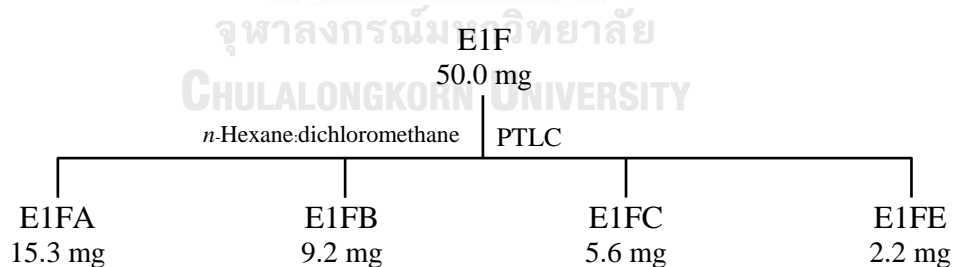 จุฬาลงกรณ์มหาวิทยาลัย
CHULALONGKORN UNIVERSITY
E1F
50.0 mg
n-Hexane:dichloromethane PTLC
E1FA E1FB E1FC E1FE
15.3 mg 9.2 mg 5.6 mg 2.2 mg